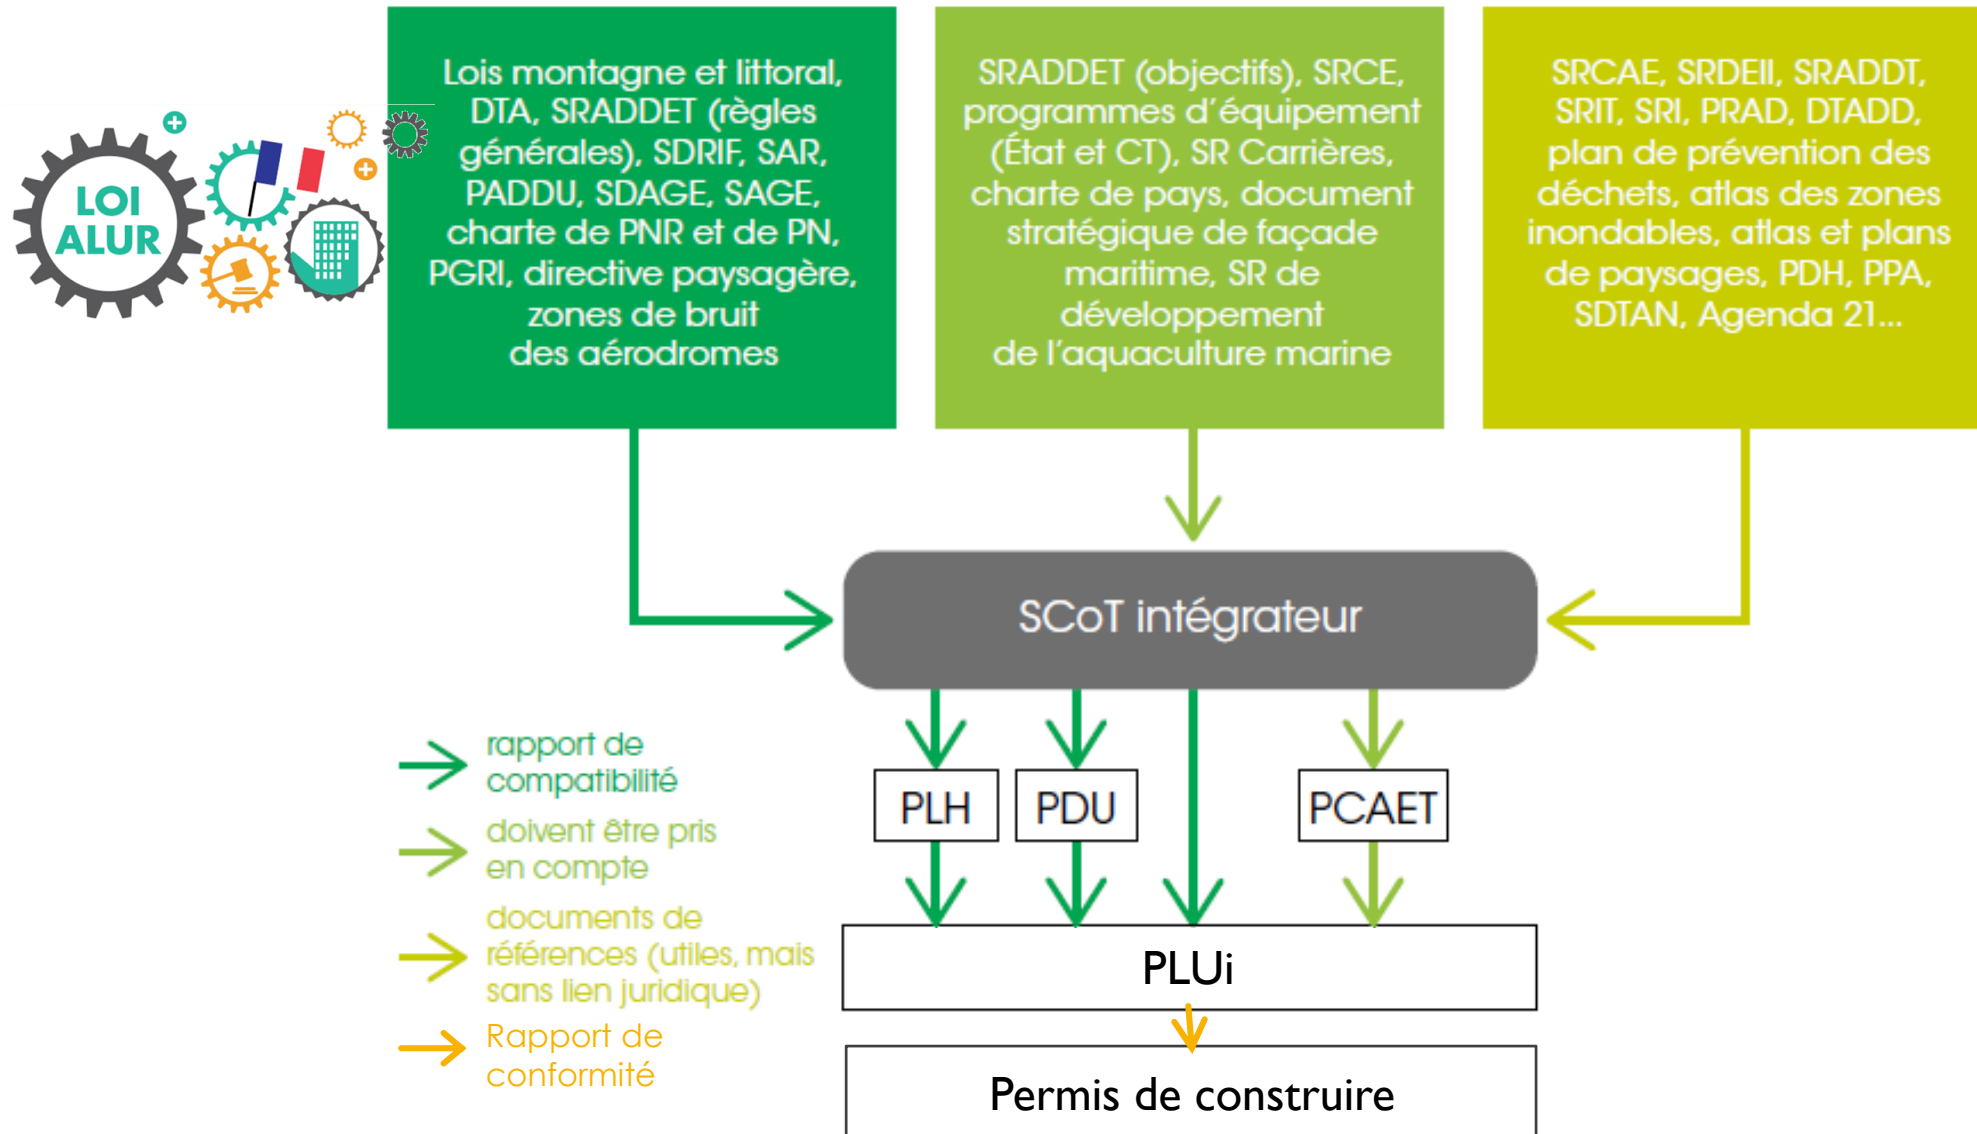 LOI
ALUR
Lois montagne et littoral,
DTA, SRADDET (règles
générales), SDRIF, SAR,
PADDU, SDAGE, SAGE,
charte de PNR et de PN,
PGRI, directive paysagère,
zones de bruit
des aérodromes
SRADDET (objectifs), SRCE,
programmes d'équipement
(État et CT), SR Carrières,
charte de pays, document
stratégique de façade
maritime, SR de
développement
de l'aquaculture marine
SRCAE, SRDEII, SRADDT,
SRIT, SRI, PRAD, DTADD,
plan de prévention des
déchets, atlas des zones
inondables, atlas et plans
de paysages, PDH, PPA,
SDTAN, Agenda 21...
SCoT intégrateur
rapport de
compatibilité
doivent être pris
en compte
documents de
références (utiles, mais
sans lien juridique)
Rapport de
conformité
PLH
PDU
PCAET
PLUi
Permis de construire